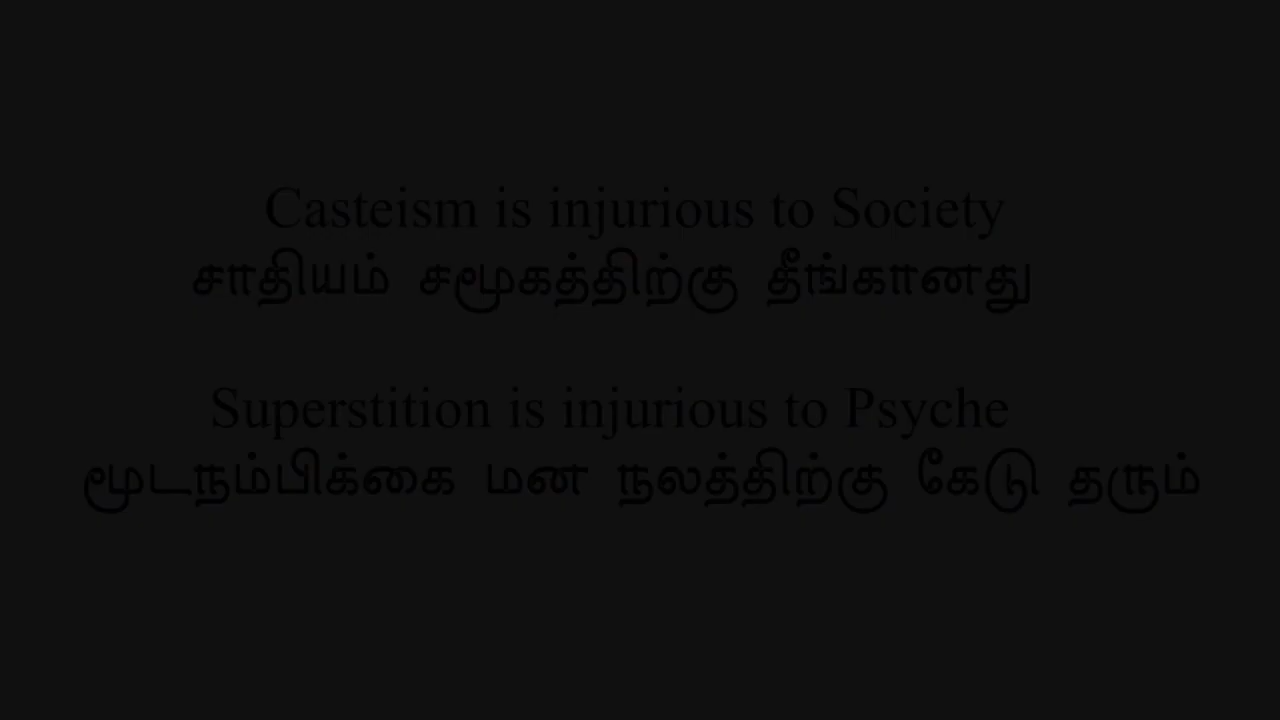 Casteism is injurious to Society
சாதியம் சமூகத்திற்கு தீங்கானது
Superstition is injurious to Psyche
மூடநம்பிக்கை மன நலத்திற்கு கேடு தரும்